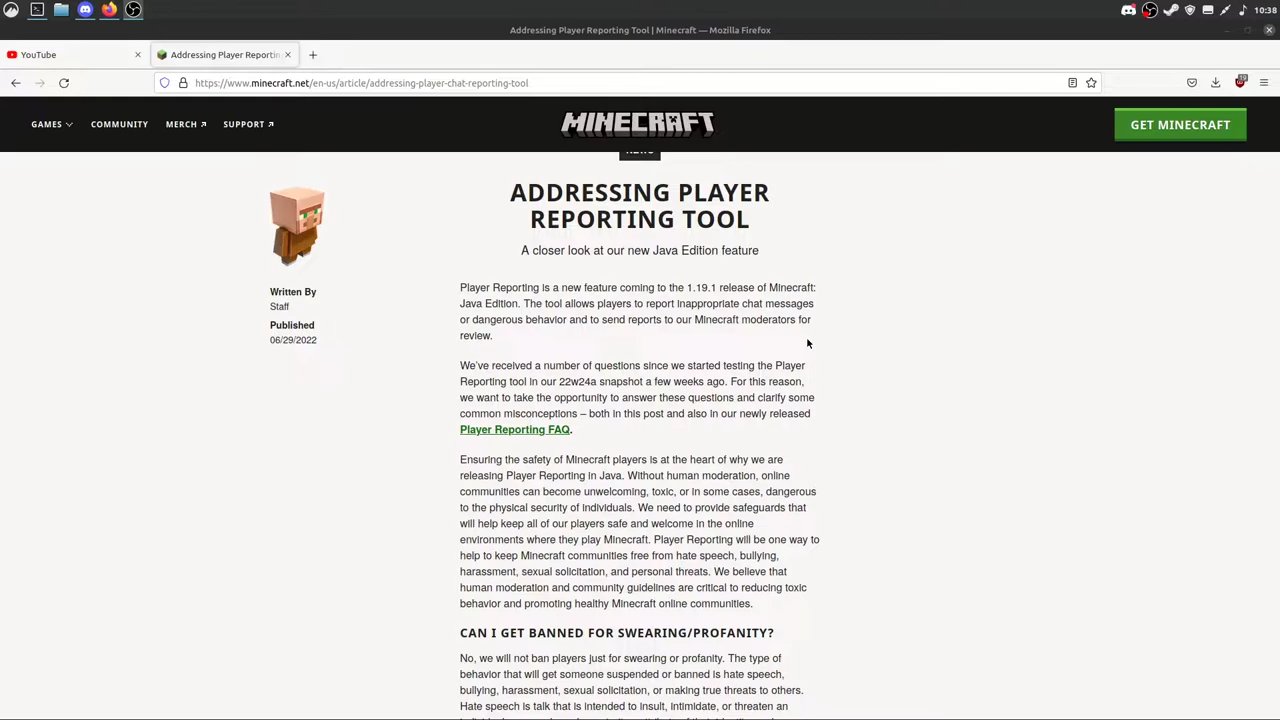 10:38
Addressing Player Reporting Tool | Minecraft — Mozilla Firefox
YouTube
Addressing Player Reportin
https://www.minecraft.net/en-us/article/addressing-player-chat-reporting-tool
GAMES
COMMUNITY
MERCH
SUPPORT
MINECRAFT
GET MINECRAFT
ADDRESSING PLAYER
REPORTING TOOL
A closer look at our new Java Edition feature
Written By
Staff
Published
06/29/2022
Player Reporting is a new feature coming to the 1.19.1 release of Minecraft:
Java Edition. The tool allows players to report inappropriate chat messages
or dangerous behavior and to send reports to our Minecraft moderators for
review.
We've received a number of questions since we started testing the Player
Reporting tool in our 22w24a snapshot a few weeks ago. For this reason,
we want to take the opportunity to answer these questions and clarify some
common misconceptions – both in this post and also in our newly released
Player Reporting FAQ.
Ensuring the safety of Minecraft players is at the heart of why we are
releasing Player Reporting in Java. Without human moderation, online
communities can become unwelcoming, toxic, or in some cases, dangerous
to the physical security of individuals. We need to provide safeguards that
will help keep all of our players safe and welcome in the online
environments where they play Minecraft. Player Reporting will be one way to
help to keep Minecraft communities free from hate speech, bullying,
harassment, sexual solicitation, and personal threats. We believe that
human moderation and community guidelines are critical to reducing toxic
behavior and promoting healthy Minecraft online communities.
CAN I GET BANNED FOR SWEARING/PROFANITY?
No, we will not ban players just for swearing or profanity. The type of
behavior that will get someone suspended or banned is hate speech,
bullying, harassment, sexual solicitation, or making true threats to others.
Hate speech is talk that is intended to insult, intimidate, or threaten an